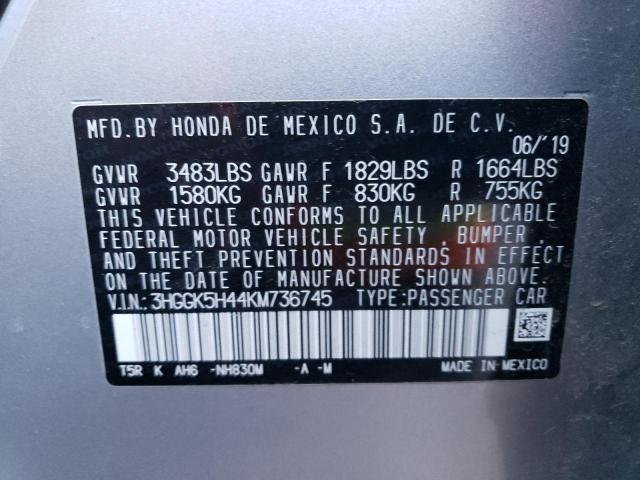 MFD.BY HONDA DE MEXICO S.A. DE C.V.
06/'19
GVWR 3483LBS GAWR F 1829LBS R 1664LBS
GVWR 1580KG GAWR F 830KG R 755KG
THIS VEHICLE CONFORMS TO ALL APPLICABLE
FEDERAL MOTOR VEHICLE SAFETY , BUMPER ,
AND THEFT PREVENTION STANDARDS IN EFFECT
ON THE DATE OF MANUFACTURE SHOWN ABOVE.
V.I.N.: 3HGGK5H44KM736745 TYPE:PASSENGER CAR
T5R K AH6 -NH830M -A -M MADE IN MEXICO